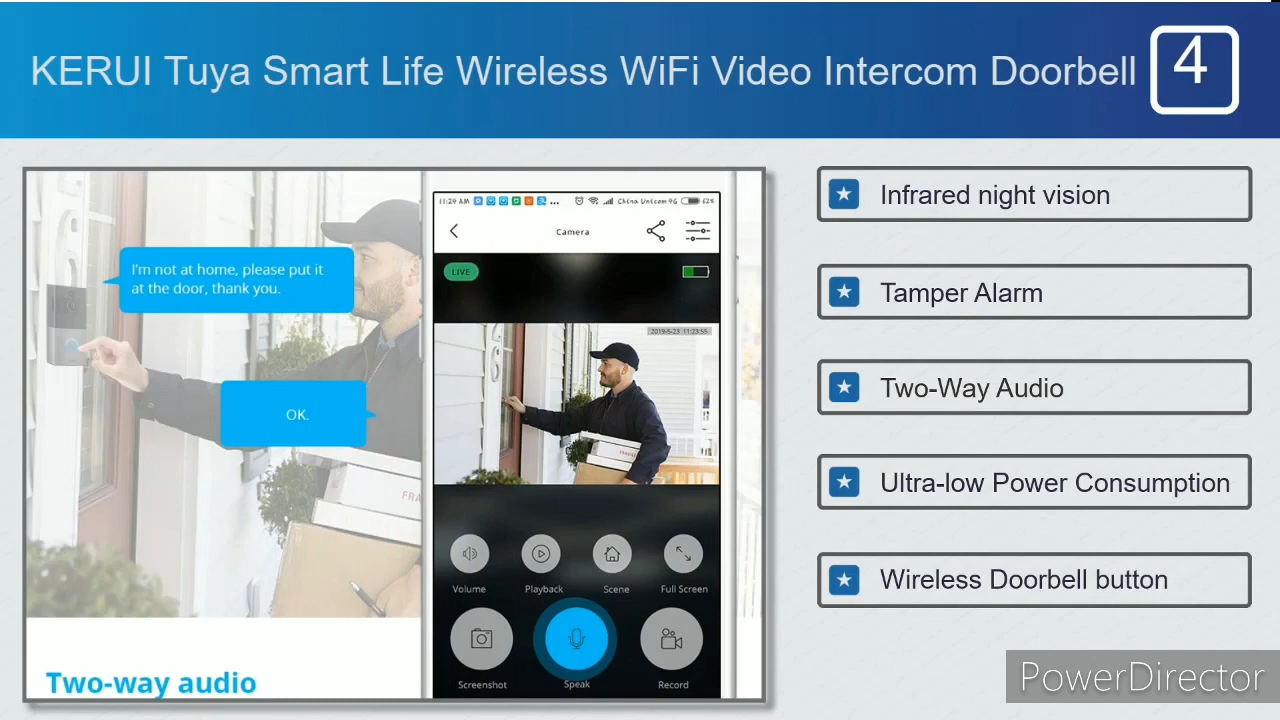 KERUI Tuya Smart Life Wireless WiFi Video Intercom Doorbell
4
I'm not at home, please put it
at the door, thank you.
OK.
FRA
Two-way audio
11:29 AM
China Unicom 4G
62%
Camera
LIVE
2019-5-23 11:23:55
Volume
Playback
Scene
Full Screen
Screenshot
Speak
Record
Infrared night vision
Tamper Alarm
Two-Way Audio
Ultra-low Power Consumption
Wireless Doorbell button
PowerDirector